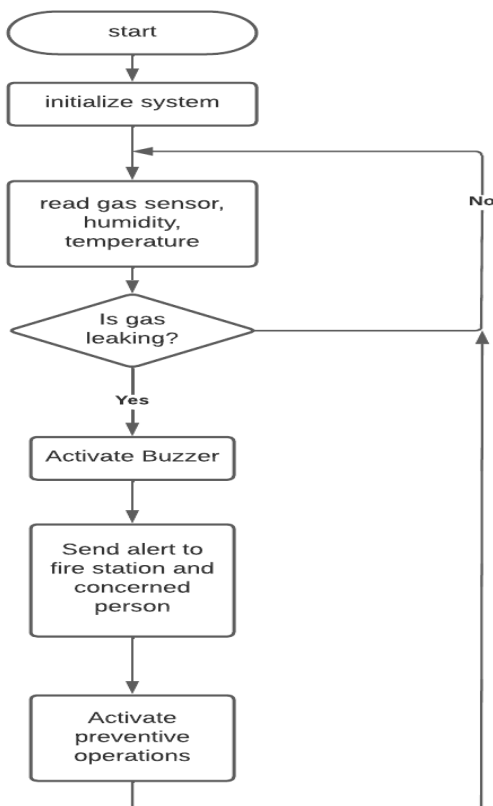 start
initialize system
read gas sensor,
humidity,
temperature
No
Is gas
leaking?
Yes
Activate Buzzer
Send alert to
fire station and
concerned
person
Activate
preventive
operations